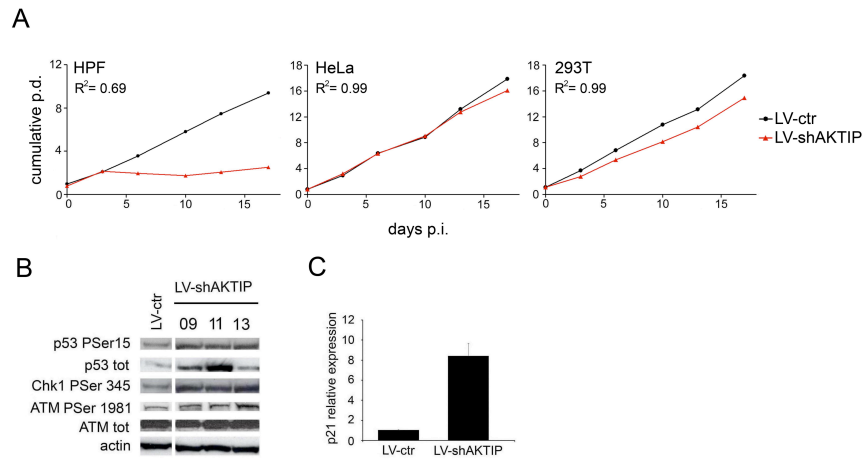 A
HPF
R²= 0.69
HeLa
R²= 0.99
293T
R²= 0.99
cumulative p.d.
12
8
4
0
0 5 10 15
18
16
12
8
4
0
0 5 10 15
18
16
12
8
4
0
0 5 10 15
LV-ctr
LV-shAKTIP
days p.i.
B
LV-ctr
LV-shAKTIP
09 11 13
p53 PSer15
p53 tot
Chk1 PSer 345
ATM PSer 1981
ATM tot
actin
C
p21 relative expression
12
10
8
6
4
2
0
LV-ctr LV-shAKTIP